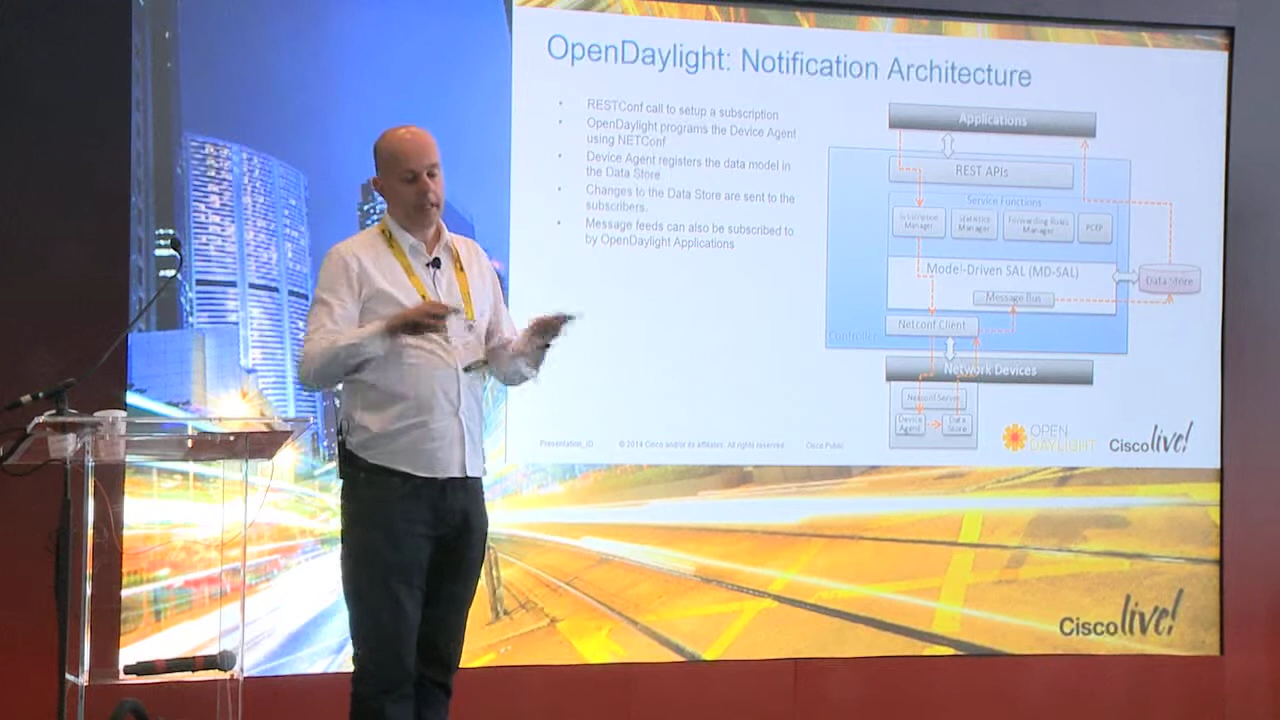 OpenDaylight: Notification Architecture
• RESTConf call to setup a subscription
• OpenDaylight programs the Device Agent
using NETConf
• Device Agent registers the data model in
the Data Store
• Changes to the Data Store are sent to the
subscribers.
• Message feeds can also be subscribed to
by OpenDaylight Applications
Applications
REST APIs
Service Functions
Subscription
Manager
Statistics
Manager
Forwarding Rules
Manager
PCEP
Model-Driven SAL (MD-SAL)
Message Bus
Data Store
Netconf Client
Controller
Network Devices
Netconf Server
Device
Agent
Data
Store
Presentation_ID
© 2014 Cisco and/or its affiliates. All rights reserved.
Cisco Public
OPEN
DAYLIGHT
Cisco live!
Cisco live!